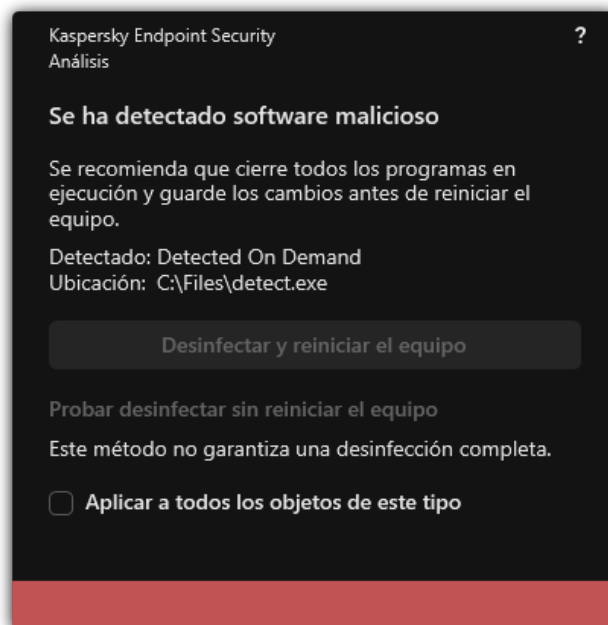 Kaspersky Endpoint Security
?
Análisis
Se ha detectado software malicioso
Se recomienda que cierre todos los programas en
ejecución y guarde los cambios antes de reiniciar el
equipo.
Detectado: Detected On Demand
Ubicación: C:\Files\detect.exe
Desinfectar y reiniciar el equipo
Probar desinfectar sin reiniciar el equipo
Este método no garantiza una desinfección completa.
Aplicar a todos los objetos de este tipo